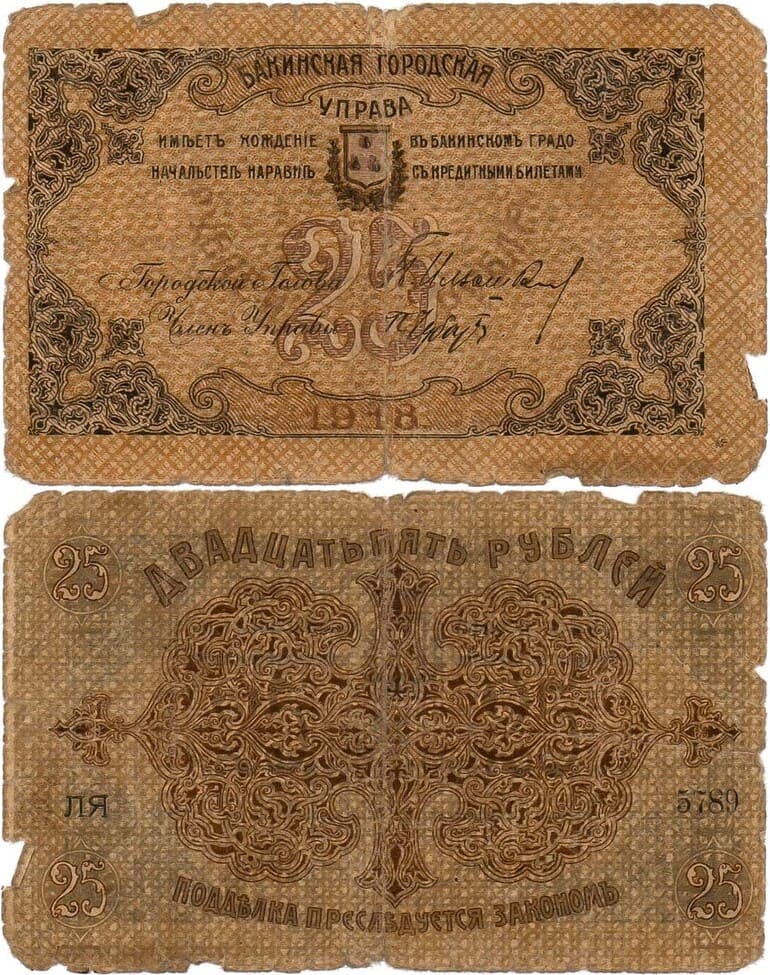 БАКИНСКАЯ ГОРОДСКАЯ
УПРАВА
ИМѢЕТЪ ХОЖДЕНІЕ ВЪ БАКИНСКОМЪ ГРАДО-
НАЧАЛЬСТВѢ НАРАВНѢ СЪ КРЕДИТНЫМИ БИЛЕТАМИ
25
Городской Голова
Членъ Управы
1918
25 ДВАДЦАТЬ ПЯТЬ РУБЛЕЙ 25
ЛЯ 5789
25 ПОДДѢЛКА ПРЕСЛѢДУЕТСЯ ЗАКОНОМЪ 25